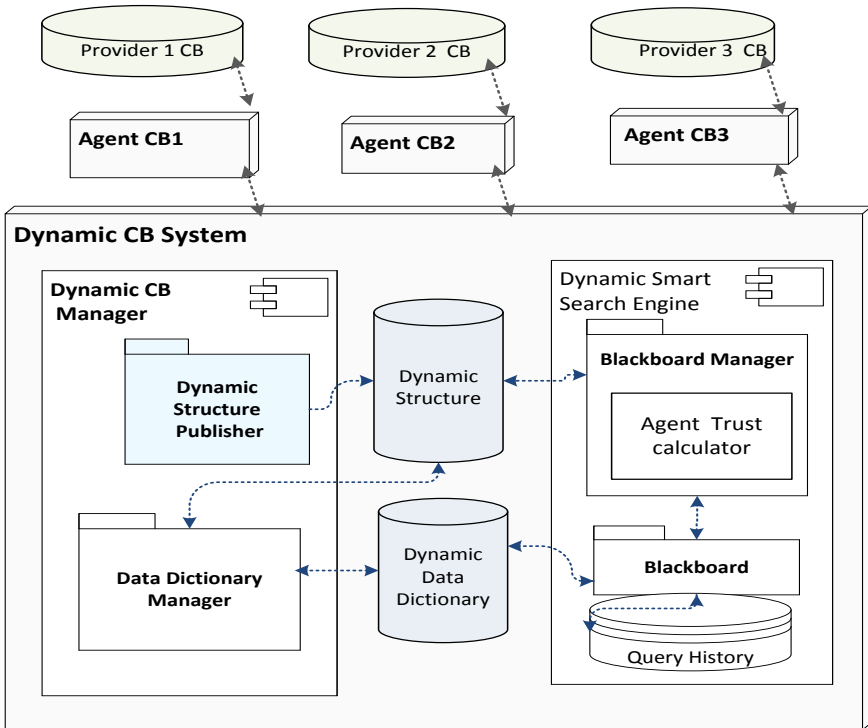 Provider 1 CB
Provider 2 CB
Provider 3 CB
Agent CB1
Agent CB2
Agent CB3
Dynamic CB System
Dynamic CB
Manager
Dynamic
Structure
Publisher
Dynamic
Structure
Dynamic Smart
Search Engine
Blackboard Manager
Agent Trust
calculator
Data Dictionary
Manager
Dynamic
Data
Dictionary
Blackboard
Query History